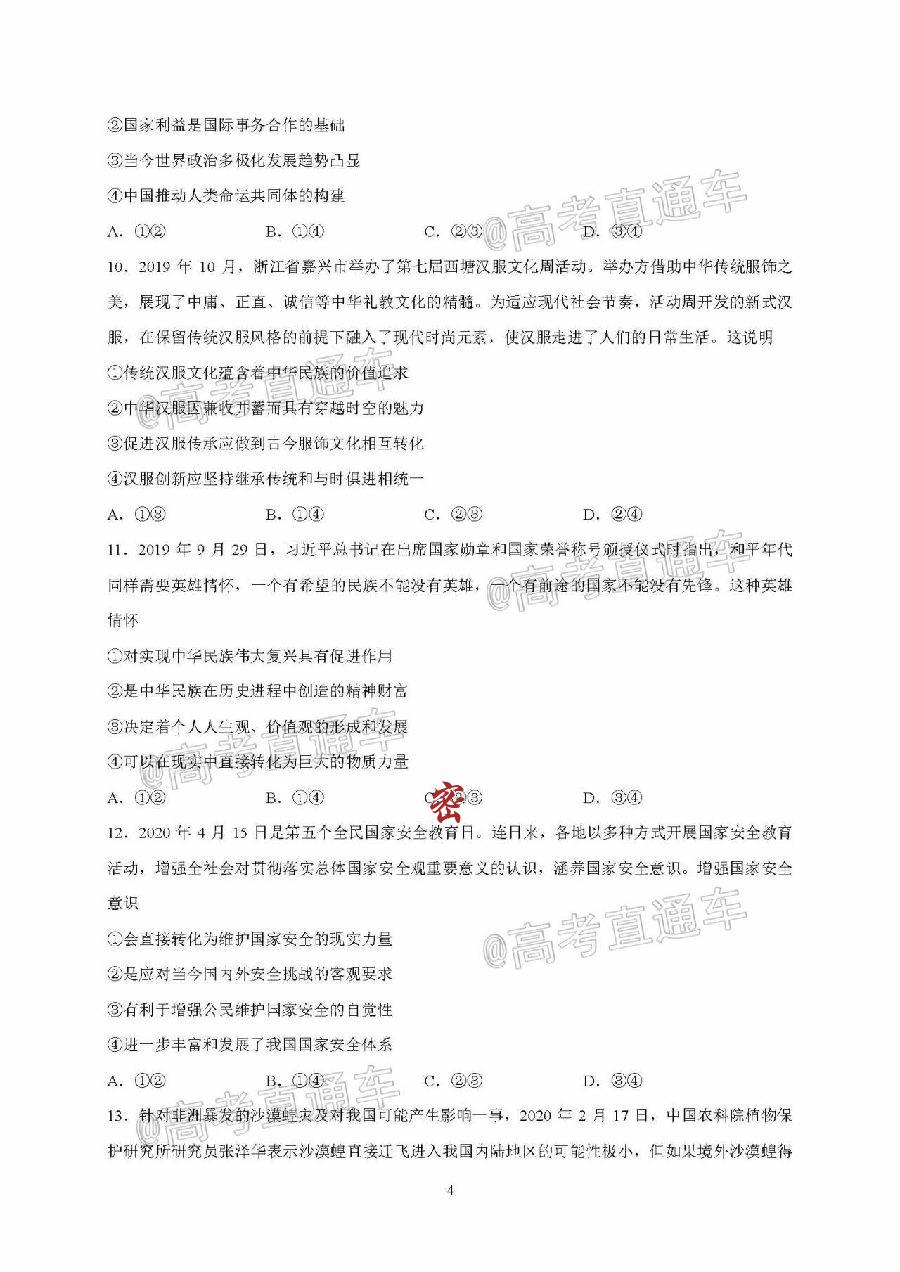 ②国家利益是国际事务合作的基础
③当今世界政治多极化发展趋势凸显
④中国推动人类命运共同体的构建
@高考直通车
A．①② B．①④ C．②③ D．③④
10．2019 年 10 月，浙江省嘉兴市举办了第七届西塘汉服文化周活动。举办方借助中华传统服饰之
美，展现了中庸、正直、诚信等中华礼教文化的精髓。为适应现代社会节奏，活动周开发的新式汉
服，在保留传统汉服风格的前提下融入了现代时尚元素，使汉服走进了人们的日常生活。这说明
①传统汉服文化蕴含着中华民族的价值追求
@高考直通车
②中华汉服因兼收并蓄而具有穿越时空的魅力
③促进汉服传承应做到古今服饰文化相互转化
④汉服创新应坚持继承传统和与时俱进相统一
A．①③ B．①④ C．②③ D．②④
11．2019 年 9 月 29 日，习近平总书记在出席国家勋章和国家荣誉称号颁授仪式时指出，和平年代
同样需要英雄情怀，一个有希望的民族不能没有英雄，一个有前途的国家不能没有先锋。这种英雄
@高考直通车
情怀
①对实现中华民族伟大复兴具有促进作用
②是中华民族在历史进程中创造的精神财富
③决定着个人人生观、价值观的形成和发展
@高考直通车
④可以在现实中直接转化为巨大的物质力量
A．①② B．①④ C．②③ D．③④
密
12．2020 年 4 月 15 日是第五个全民国家安全教育日。连日来，各地以多种方式开展国家安全教育
活动，增强全社会对贯彻落实总体国家安全观重要意义的认识，涵养国家安全意识。增强国家安全
意识
@高考直通车
①会直接转化为维护国家安全的现实力量
②是应对当今国内外安全挑战的客观要求
③有利于增强公民维护国家安全的自觉性
④进一步丰富和发展了我国国家安全体系
A．①② B．①④ C．②③ D．③④
@高考直通车
13．针对非洲暴发的沙漠蝗灾及对我国可能产生影响一事，2020 年 2 月 17 日，中国农科院植物保
护研究所研究员张泽华表示沙漠蝗直接迁飞进入我国内陆地区的可能性极小，但如果境外沙漠蝗得
4